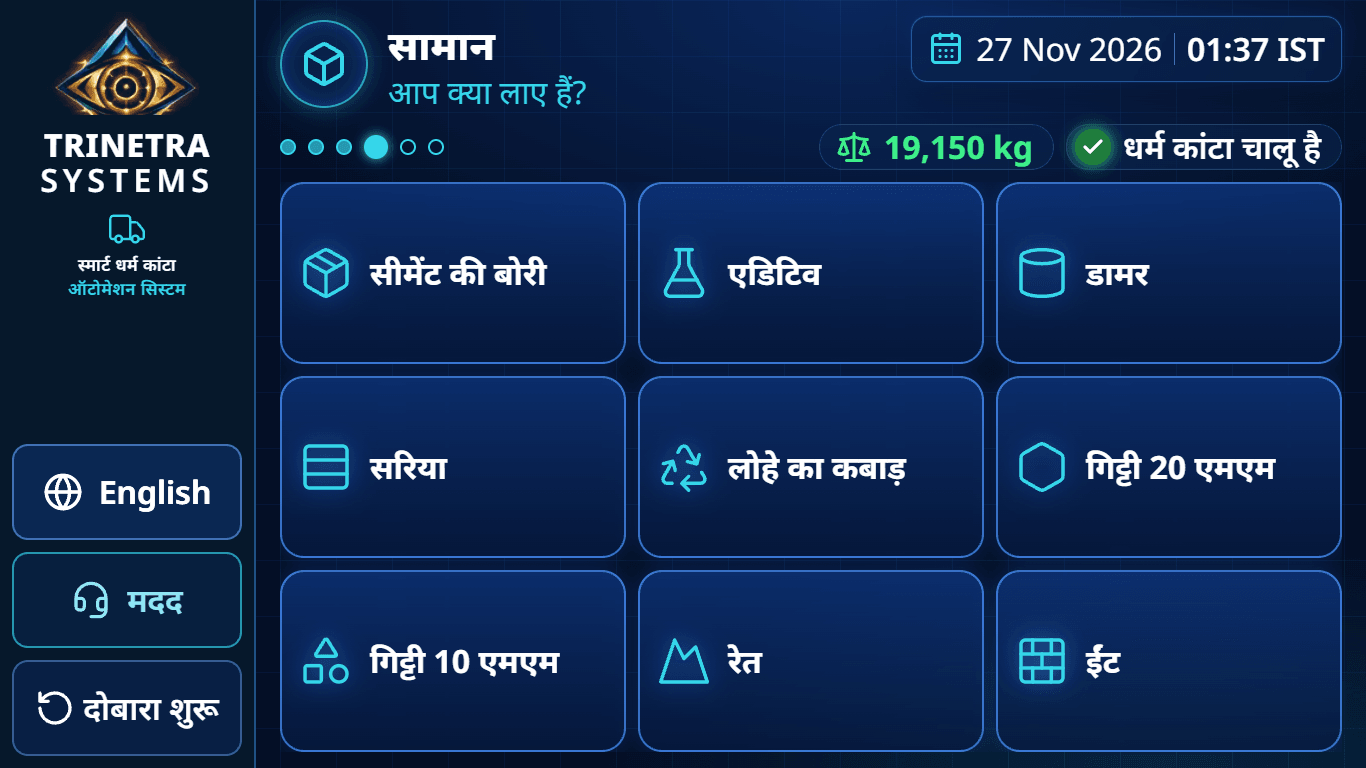 TRINETRA
SYSTEMS
स्मार्ट धर्म कांटा
ऑटोमेशन सिस्टम
English
मदद
दोबारा शुरू
सामान
आप क्या लाए हैं?
27 Nov 2026 01:37 IST
19,150 kg
धर्म कांटा चालू है
सीमेंट की बोरी
एडिटिव
डामर
सरिया
लोहे का कबाड़
गिट्टी 20 एमएम
गिट्टी 10 एमएम
रेत
ईंट